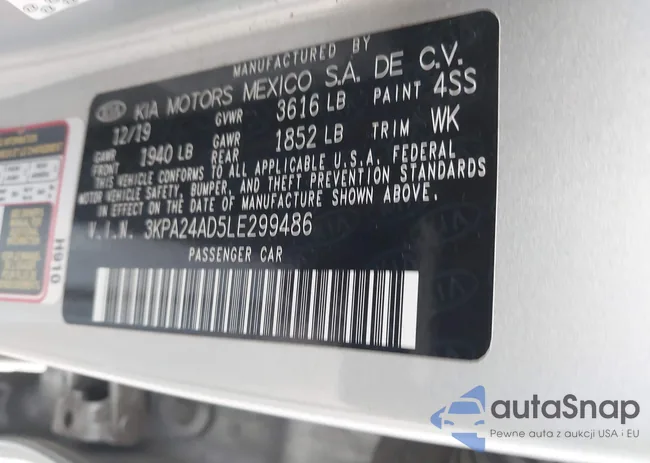 MANUFACTURED BY
KIA KIA MOTORS MEXICO S.A. DE C.V.
12/19 GVWR 3616 LB PAINT 4SS
GAWR FRONT 1940 LB GAWR REAR 1852 LB TRIM WK
THIS VEHICLE CONFORMS TO ALL APPLICABLE U.S.A. FEDERAL
MOTOR VEHICLE SAFETY, BUMPER, AND THEFT PREVENTION STANDARDS
IN EFFECT ON THE DATE OF MANUFACTURE SHOWN ABOVE.
V.I.N. 3KPA24AD5LE299486
PASSENGER CAR
H910
autaSnap
Pewne auta z aukcji USA i EU